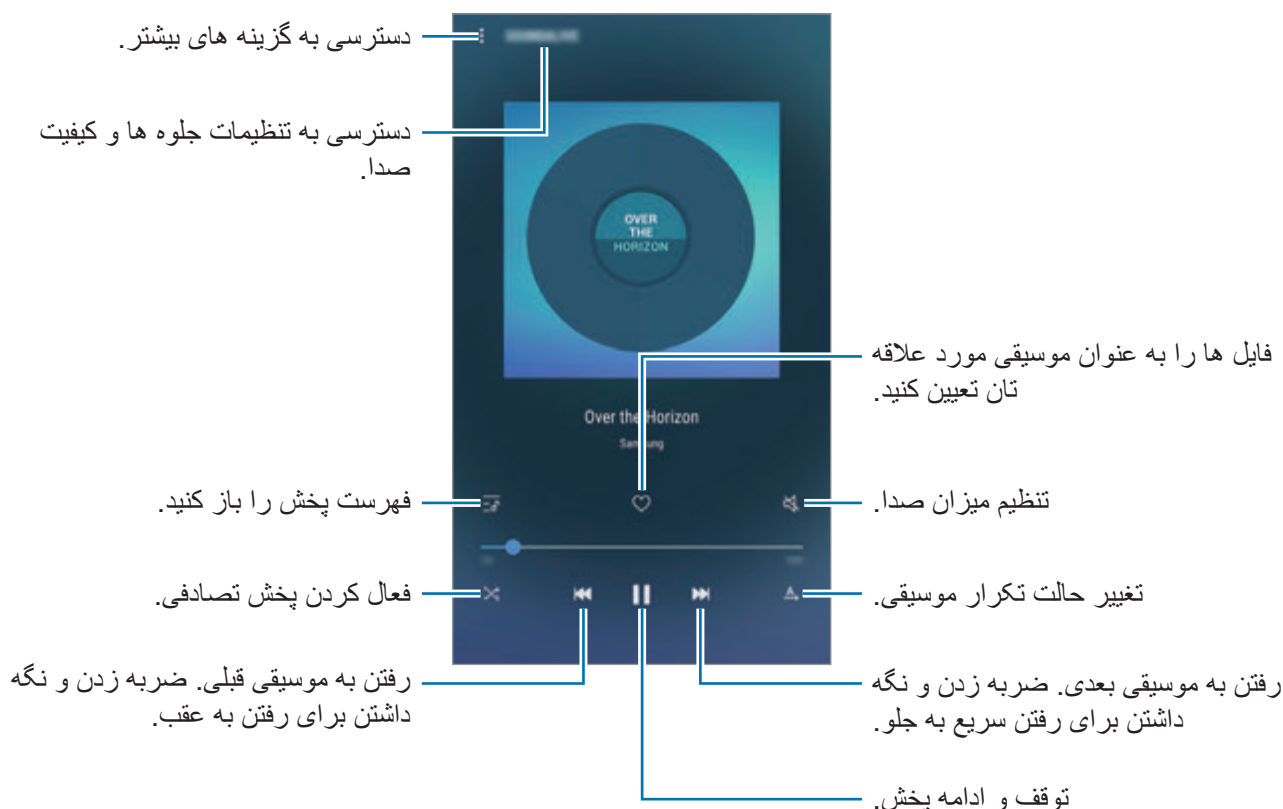 دسترسی به گزینه های بیشتر.
دسترسی به تنظیمات جلوه ها و کیفیت
صدا.
OVER
THE
HORIZON
فایل ها را به عنوان موسیقی مورد علاقه
تان تعیین کنید.
Over the Horizon
Samsung
فهرست پخش را باز کنید.
تنظیم میزان صدا.
فعال کردن پخش تصادفی.
تغییر حالت تکرار موسیقی.
رفتن به موسیقی قبلی. ضربه زدن و نگه
داشتن برای رفتن به عقب.
رفتن به موسیقی بعدی. ضربه زدن و نگه
داشتن برای رفتن سریع به جلو.
توقف و ادامه پخش.